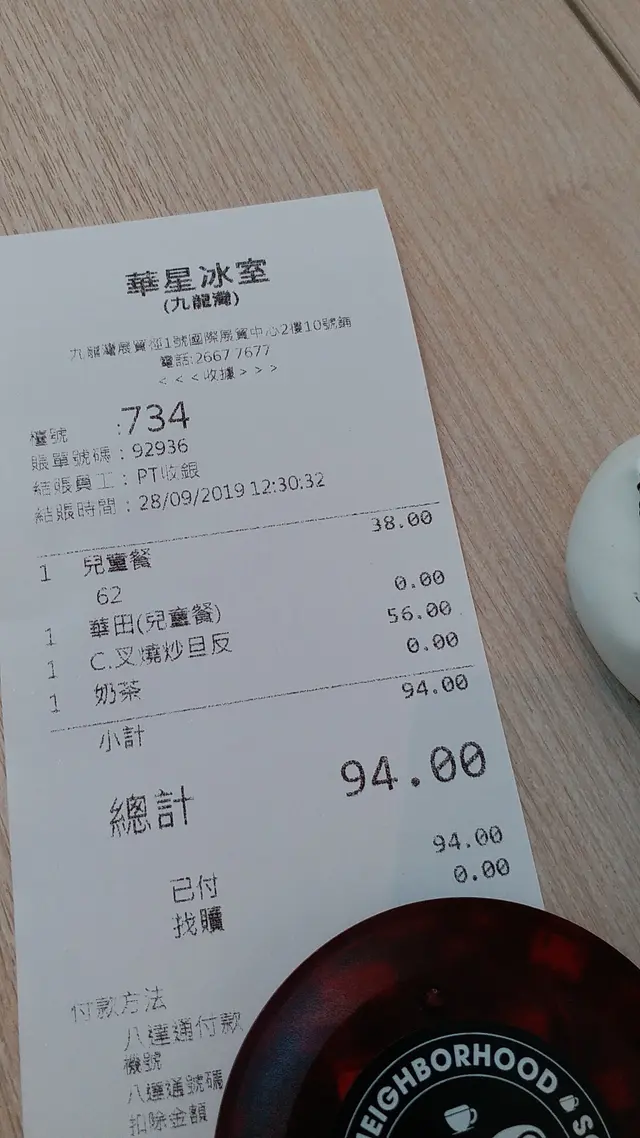 華星冰室
(九龍灣)
九龍灣展貿徑1號國際展貿中心2樓10號鋪
電話:2667 7677
<<<收據>>>
檯號 :734
賬單號碼：92936
結賬員工：PT收銀
結賬時間：28/09/2019 12:30:32
1 兒童餐 38.00
62
1 華田(兒童餐) 0.00
1 C.叉燒炒旦反 56.00
1 奶茶 0.00
小計 94.00
總計 94.00
已付 94.00
找贖 0.00
付款方法
八達通付款
機號
八達通號碼
扣除金額
NEIGHBORHOOD